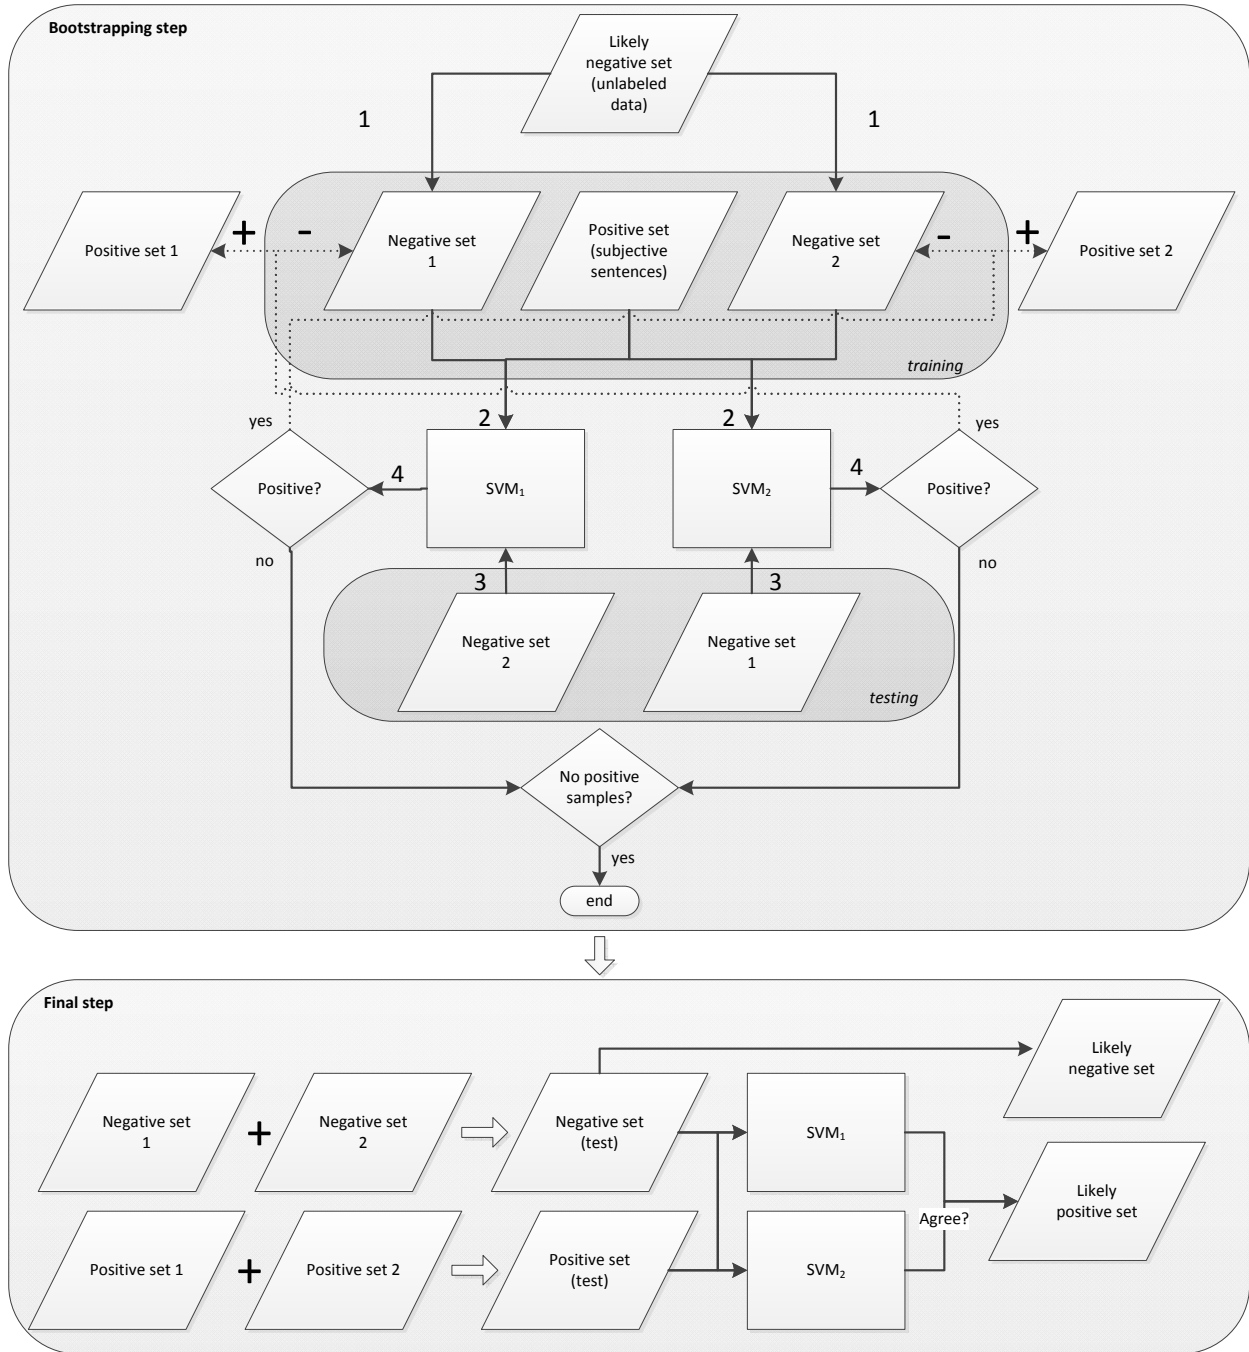 Bootstrapping step
Likely
negative set
(unlabeled
data)
1
1
Positive set 1
+
-
Negative set
1
Positive set
(subjective
sentences)
Negative set
2
-
+
Positive set 2
training
yes
2
2
yes
Positive?
4
SVM₁
SVM₂
4
Positive?
no
no
3
3
Negative set
2
Negative set
1
testing
No positive
samples?
yes
end
Final step
Likely
negative set
Negative set
1
+
Negative set
2
Negative set
(test)
SVM₁
Likely
positive set
Agree?
Positive set 1
+
Positive set 2
Positive set
(test)
SVM₂